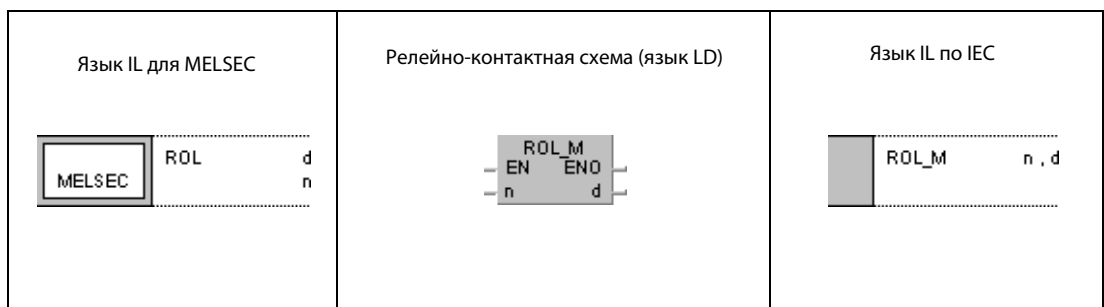 Язык IL для MELSEC
MELSEC
ROL d
n
Релейно-контактная схема (язык LD)
ROL_M
EN ENO
n d
Язык IL по IEC
ROL_M n , d